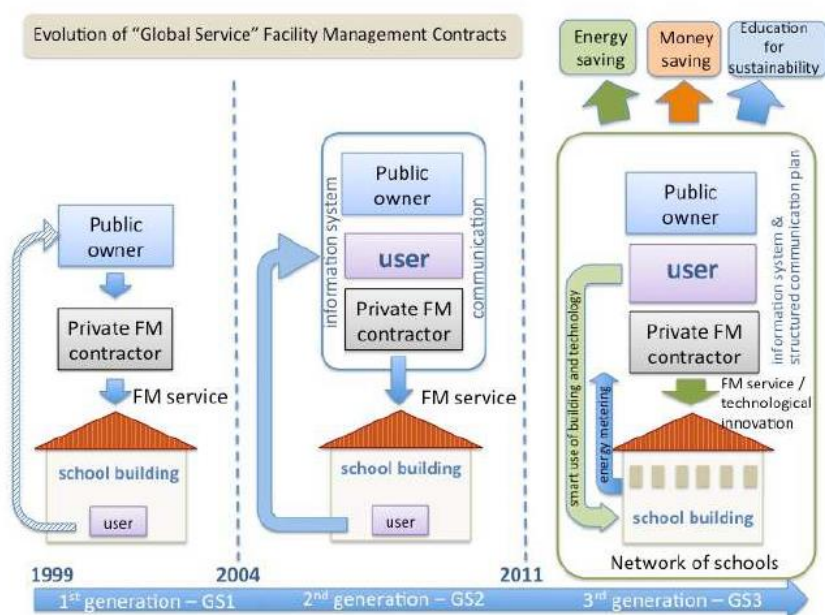 Evolution of “Global Service” Facility Management Contracts
Energy
saving
Money
saving
Education
for
sustainability
Public
owner
Private FM
contractor
FM service
school building
user
information system
Public
owner
user
Private FM
contractor
communication
FM service
school building
user
Public
owner
user
Private FM
contractor
information system &
structured communication plan
smart use of building and technology
energy metering
FM service /
technological
innovation
school building
Network of schools
1999
2004
2011
1st generation – GS1
2nd generation – GS2
3rd generation – GS3